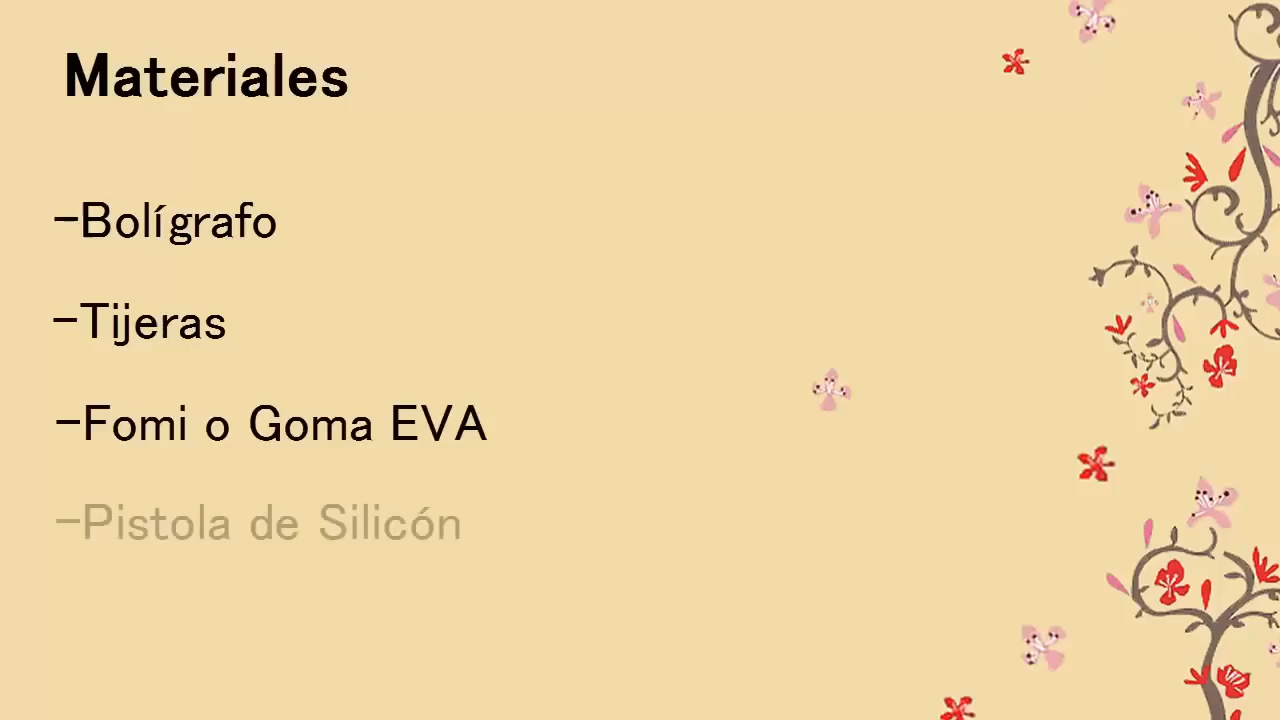 Materiales
-Bolígrafo
-Tijeras
-Fomi o Goma EVA
-Pistola de Silicón